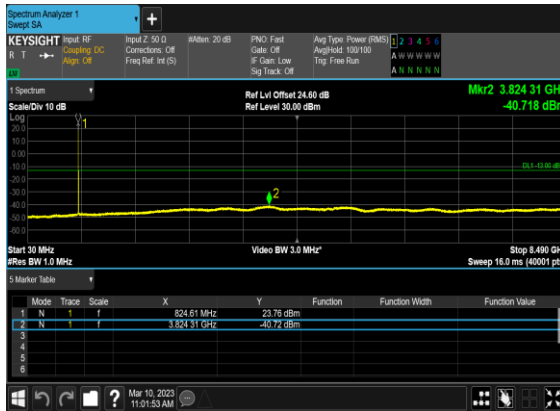 Spectrum Analyzer 1
Swept SA
KEYSIGHT Input: RF Input Z: 50 Ω #Atten: 20 dB PNO: Fast Avg Type: Power (RMS) 1 2 3 4 5 6
R T Coupling: DC Corrections: Off Gate: Off Avg|Hold: 100/100
Align: Off Freq Ref: Int (S) IF Gain: Low Trig: Free Run A W W W W W
Sig Track: Off
A N N N N N
1 Spectrum
Ref Lvl Offset 24.60 dB Mkr2 3.824 31 GH
Scale/Div 10 dB Ref Level 30.00 dBm -40.718 dB
Log
20.0
10.0
0.00
-10.0 DL1 -13.00 dB
-20.0
-30.0
-40.0
-50.0
-60.0
1
2
Start 30 MHz Video BW 3.0 MHz* Stop 8.490 GH
#Res BW 1.0 MHz Sweep 16.0 ms (40001 pt
5 Marker Table
Mode Trace Scale X Y Function Function Width Function Value
1 N 1 f 824.61 MHz 23.76 dBm
2 N 1 f 3.824 31 GHz -40.72 dBm
3
4
5
6
? Mar 10, 2023
11:01:53 AM